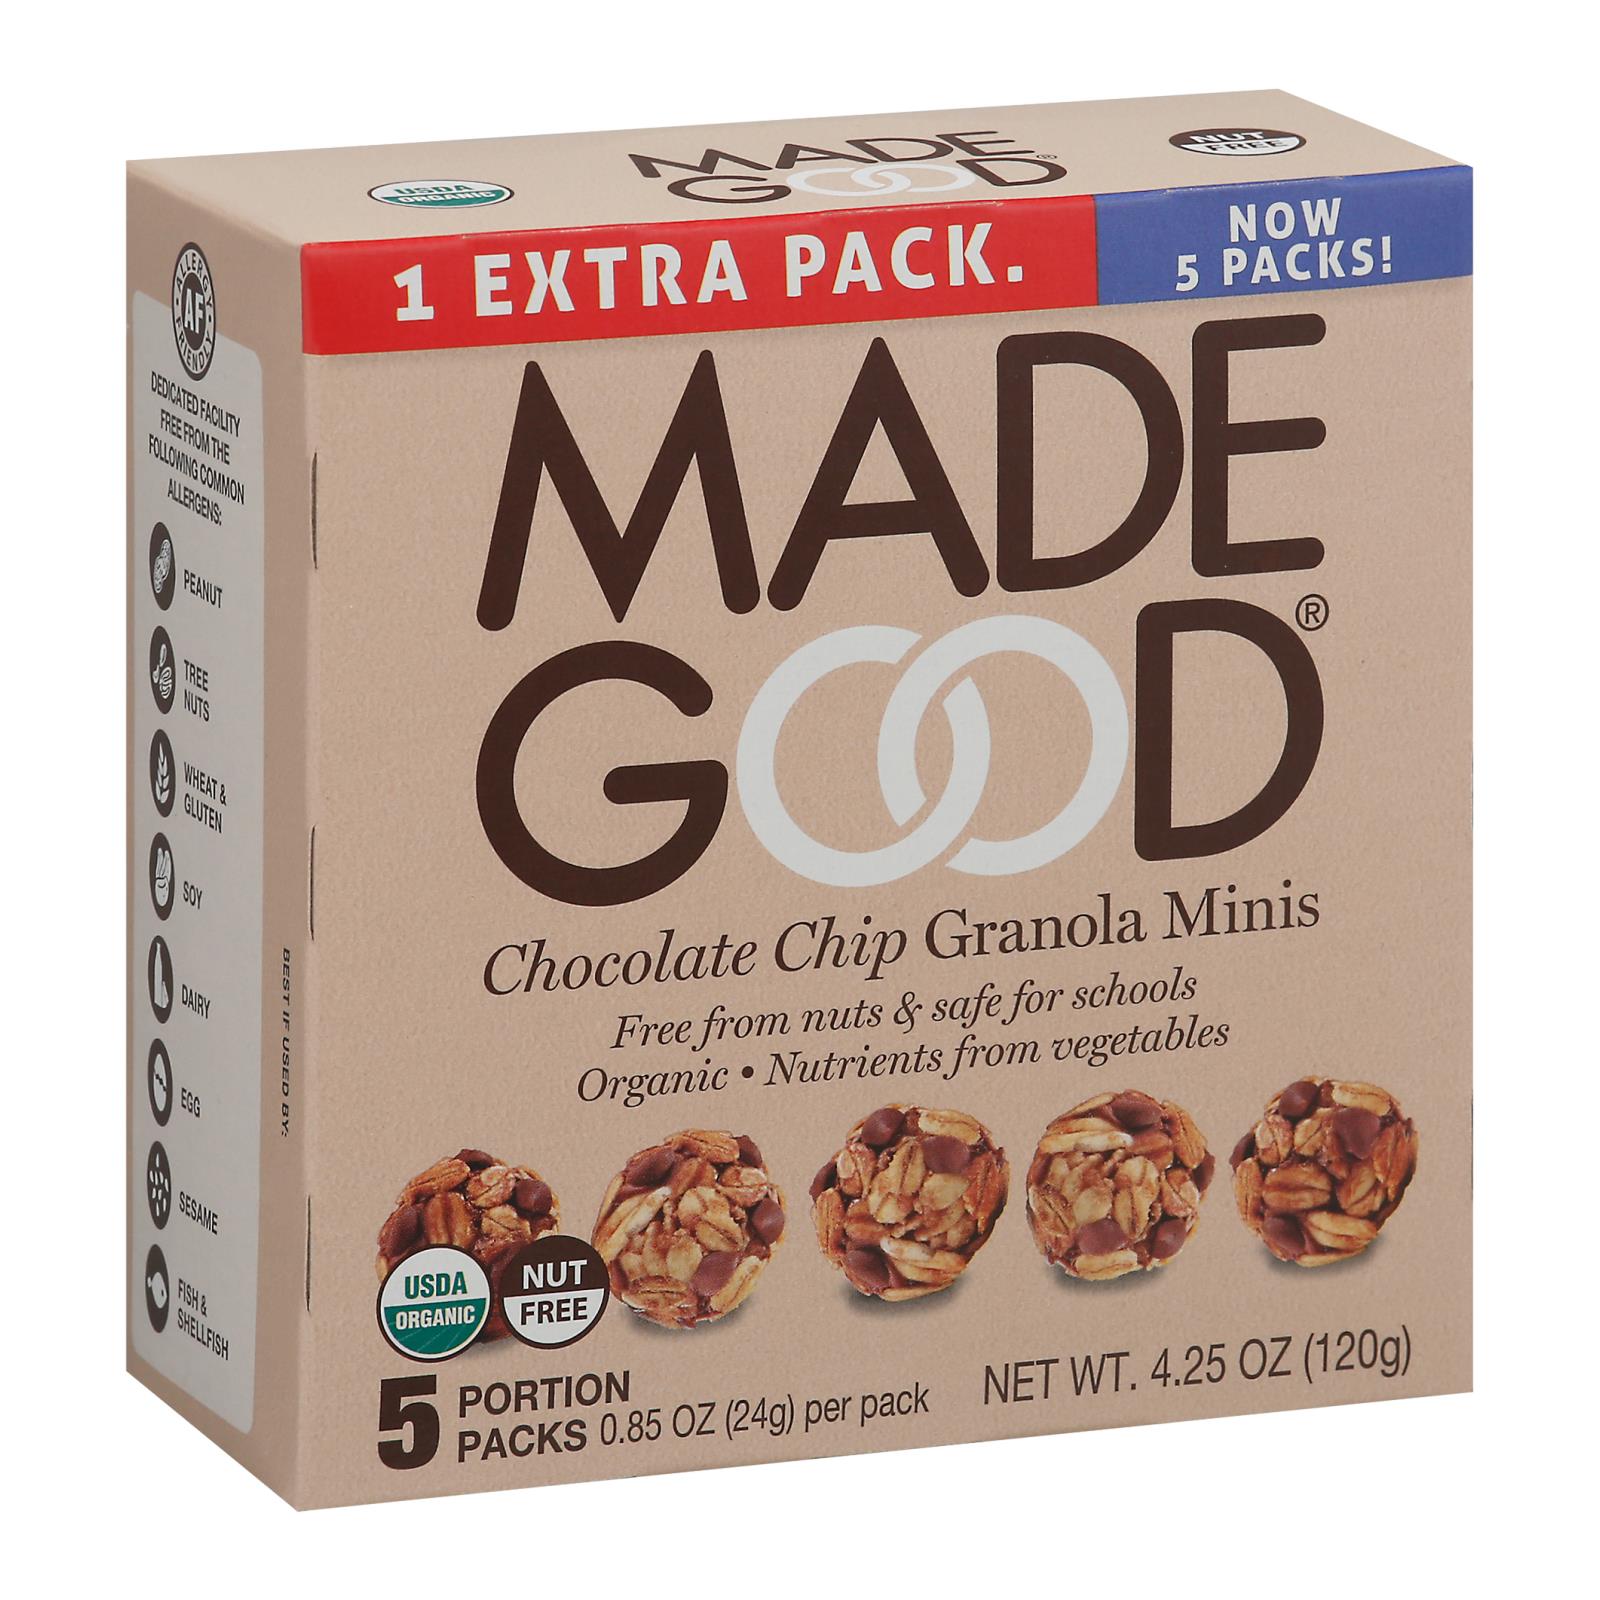 USDA
ORGANIC
MADE
GOOD®
NUT
FREE
1 EXTRA PACK.
NOW
5 PACKS!
MADE
GOOD®
Chocolate Chip Granola Minis
Free from nuts & safe for schools
Organic • Nutrients from vegetables
USDA
ORGANIC
NUT
FREE
5 PORTION
PACKS 0.85 OZ (24g) per pack
NET WT. 4.25 OZ (120g)
ALLERGY
AF
FRIENDLY
DEDICATED FACILITY
FREE FROM THE
FOLLOWING COMMON
ALLERGENS:
PEANUT
TREE
NUTS
WHEAT &
GLUTEN
SOY
DAIRY
EGG
SESAME
FISH &
SHELLFISH
BEST IF USED BY: